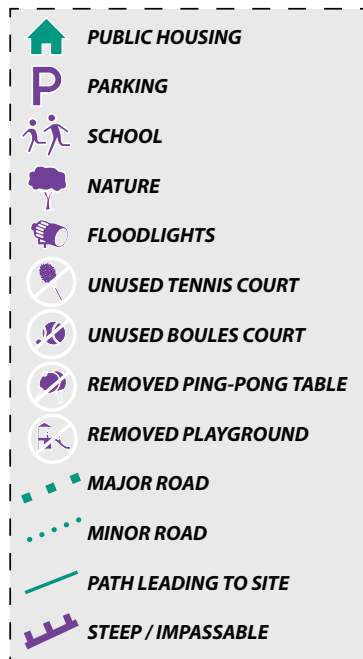 PUBLIC HOUSING
P PARKING
SCHOOL
NATURE
FLOODLIGHTS
UNUSED TENNIS COURT
UNUSED BOULES COURT
REMOVED PING-PONG TABLE
REMOVED PLAYGROUND
MAJOR ROAD
MINOR ROAD
PATH LEADING TO SITE
STEEP / IMPASSABLE